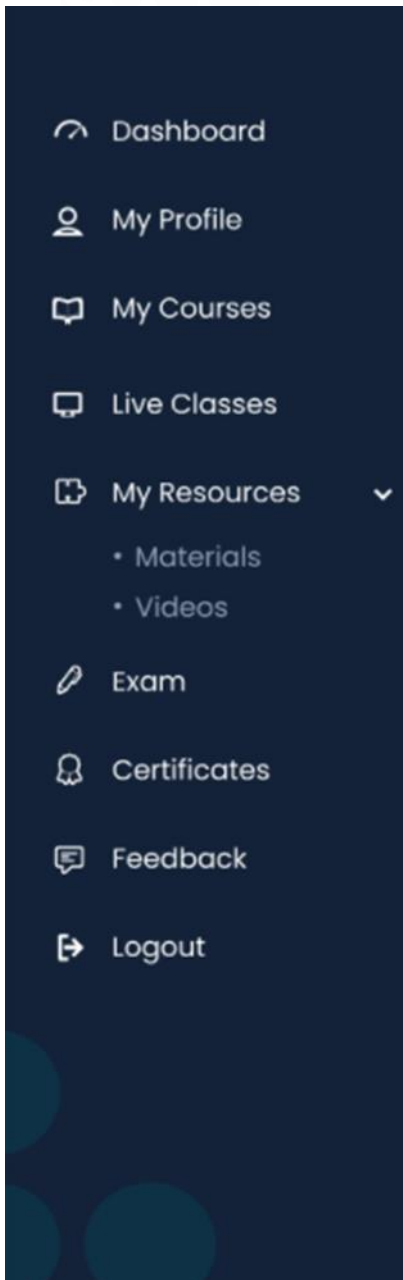 Dashboard
My Profile
My Courses
Live Classes
My Resources
• Materials
• Videos
Exam
Certificates
Feedback
Logout